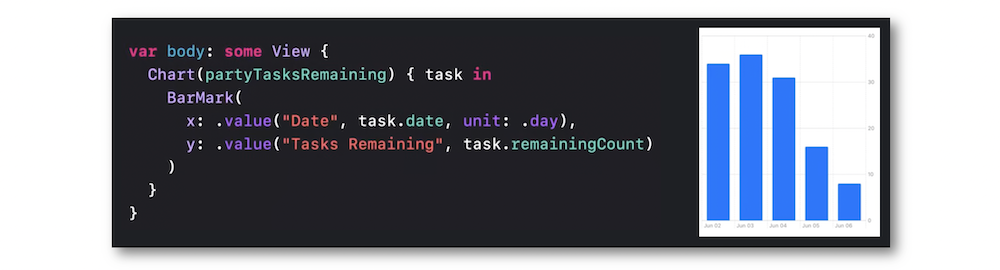 var body: some View {
Chart(partyTasksRemaining) { task in
BarMark(
x: .value("Date", task.date, unit: .day),
y: .value("Tasks Remaining", task.remainingCount)
)
}
}
40
30
20
10
0
Jun 02 Jun 03 Jun 04 Jun 05 Jun 06